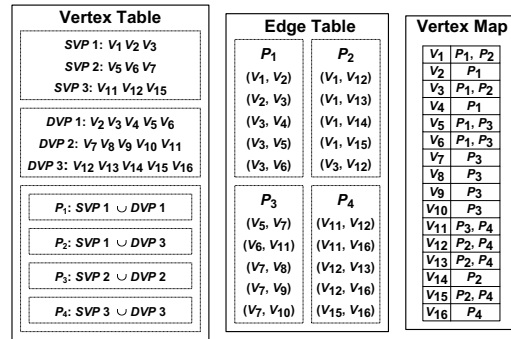 Vertex Table
SVP 1: V1 V2 V3
SVP 2: V5 V6 V7
SVP 3: V11 V12 V15
DVP 1: V2 V3 V4 V5 V6
DVP 2: V7 V8 V9 V10 V11
DVP 3: V12 V13 V14 V15 V16
P1: SVP 1 ∪ DVP 1
P2: SVP 1 ∪ DVP 3
P3: SVP 2 ∪ DVP 2
P4: SVP 3 ∪ DVP 3
Edge Table
P1
(V1, V2)
(V2, V3)
(V3, V4)
(V3, V5)
(V3, V6)
P2
(V1, V12)
(V1, V13)
(V1, V14)
(V1, V15)
(V3, V12)
P3
(V5, V7)
(V6, V11)
(V7, V8)
(V7, V9)
(V7, V10)
P4
(V11, V12)
(V11, V16)
(V12, V13)
(V12, V16)
(V15, V16)
Vertex Map
V1 P1, P2
V2 P1
V3 P1, P2
V4 P1
V5 P1, P3
V6 P1, P3
V7 P3
V8 P3
V9 P3
V10 P3
V11 P3, P4
V12 P2, P4
V13 P2, P4
V14 P2
V15 P2, P4
V16 P4